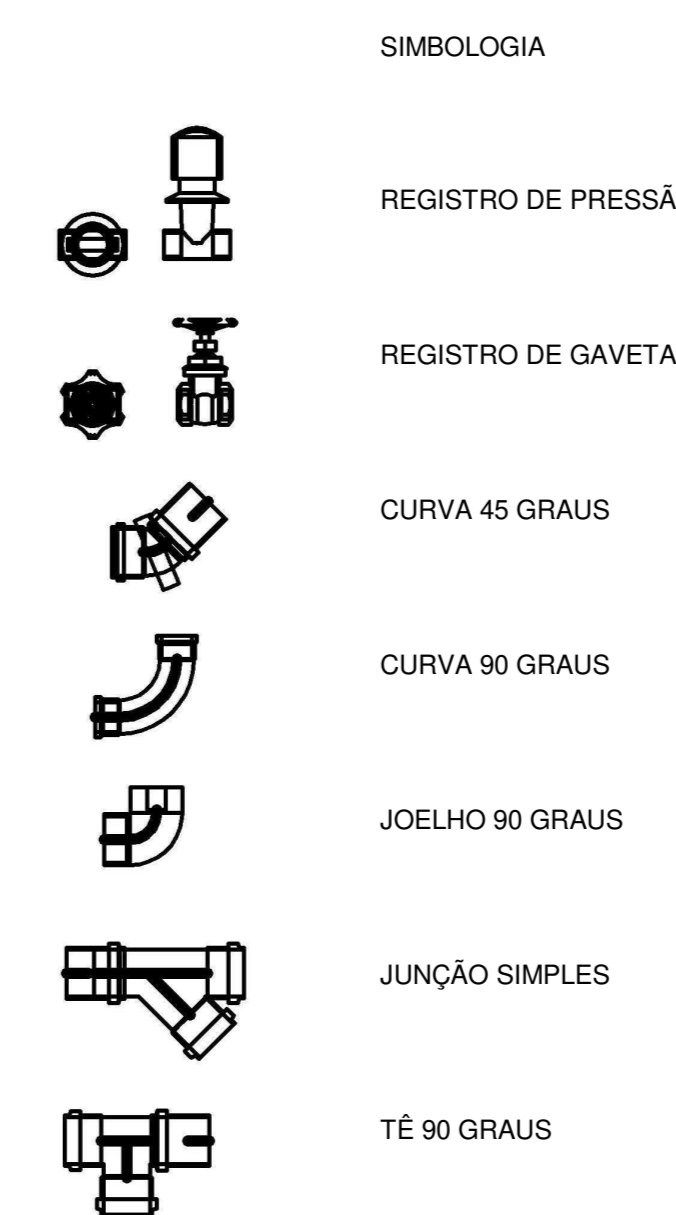 SIMBOLOGIA
REGISTRO DE PRESSÃ
REGISTRO DE GAVETA
CURVA 45 GRAUS
CURVA 90 GRAUS
JOELHO 90 GRAUS
JUNÇÃO SIMPLES
TÊ 90 GRAUS